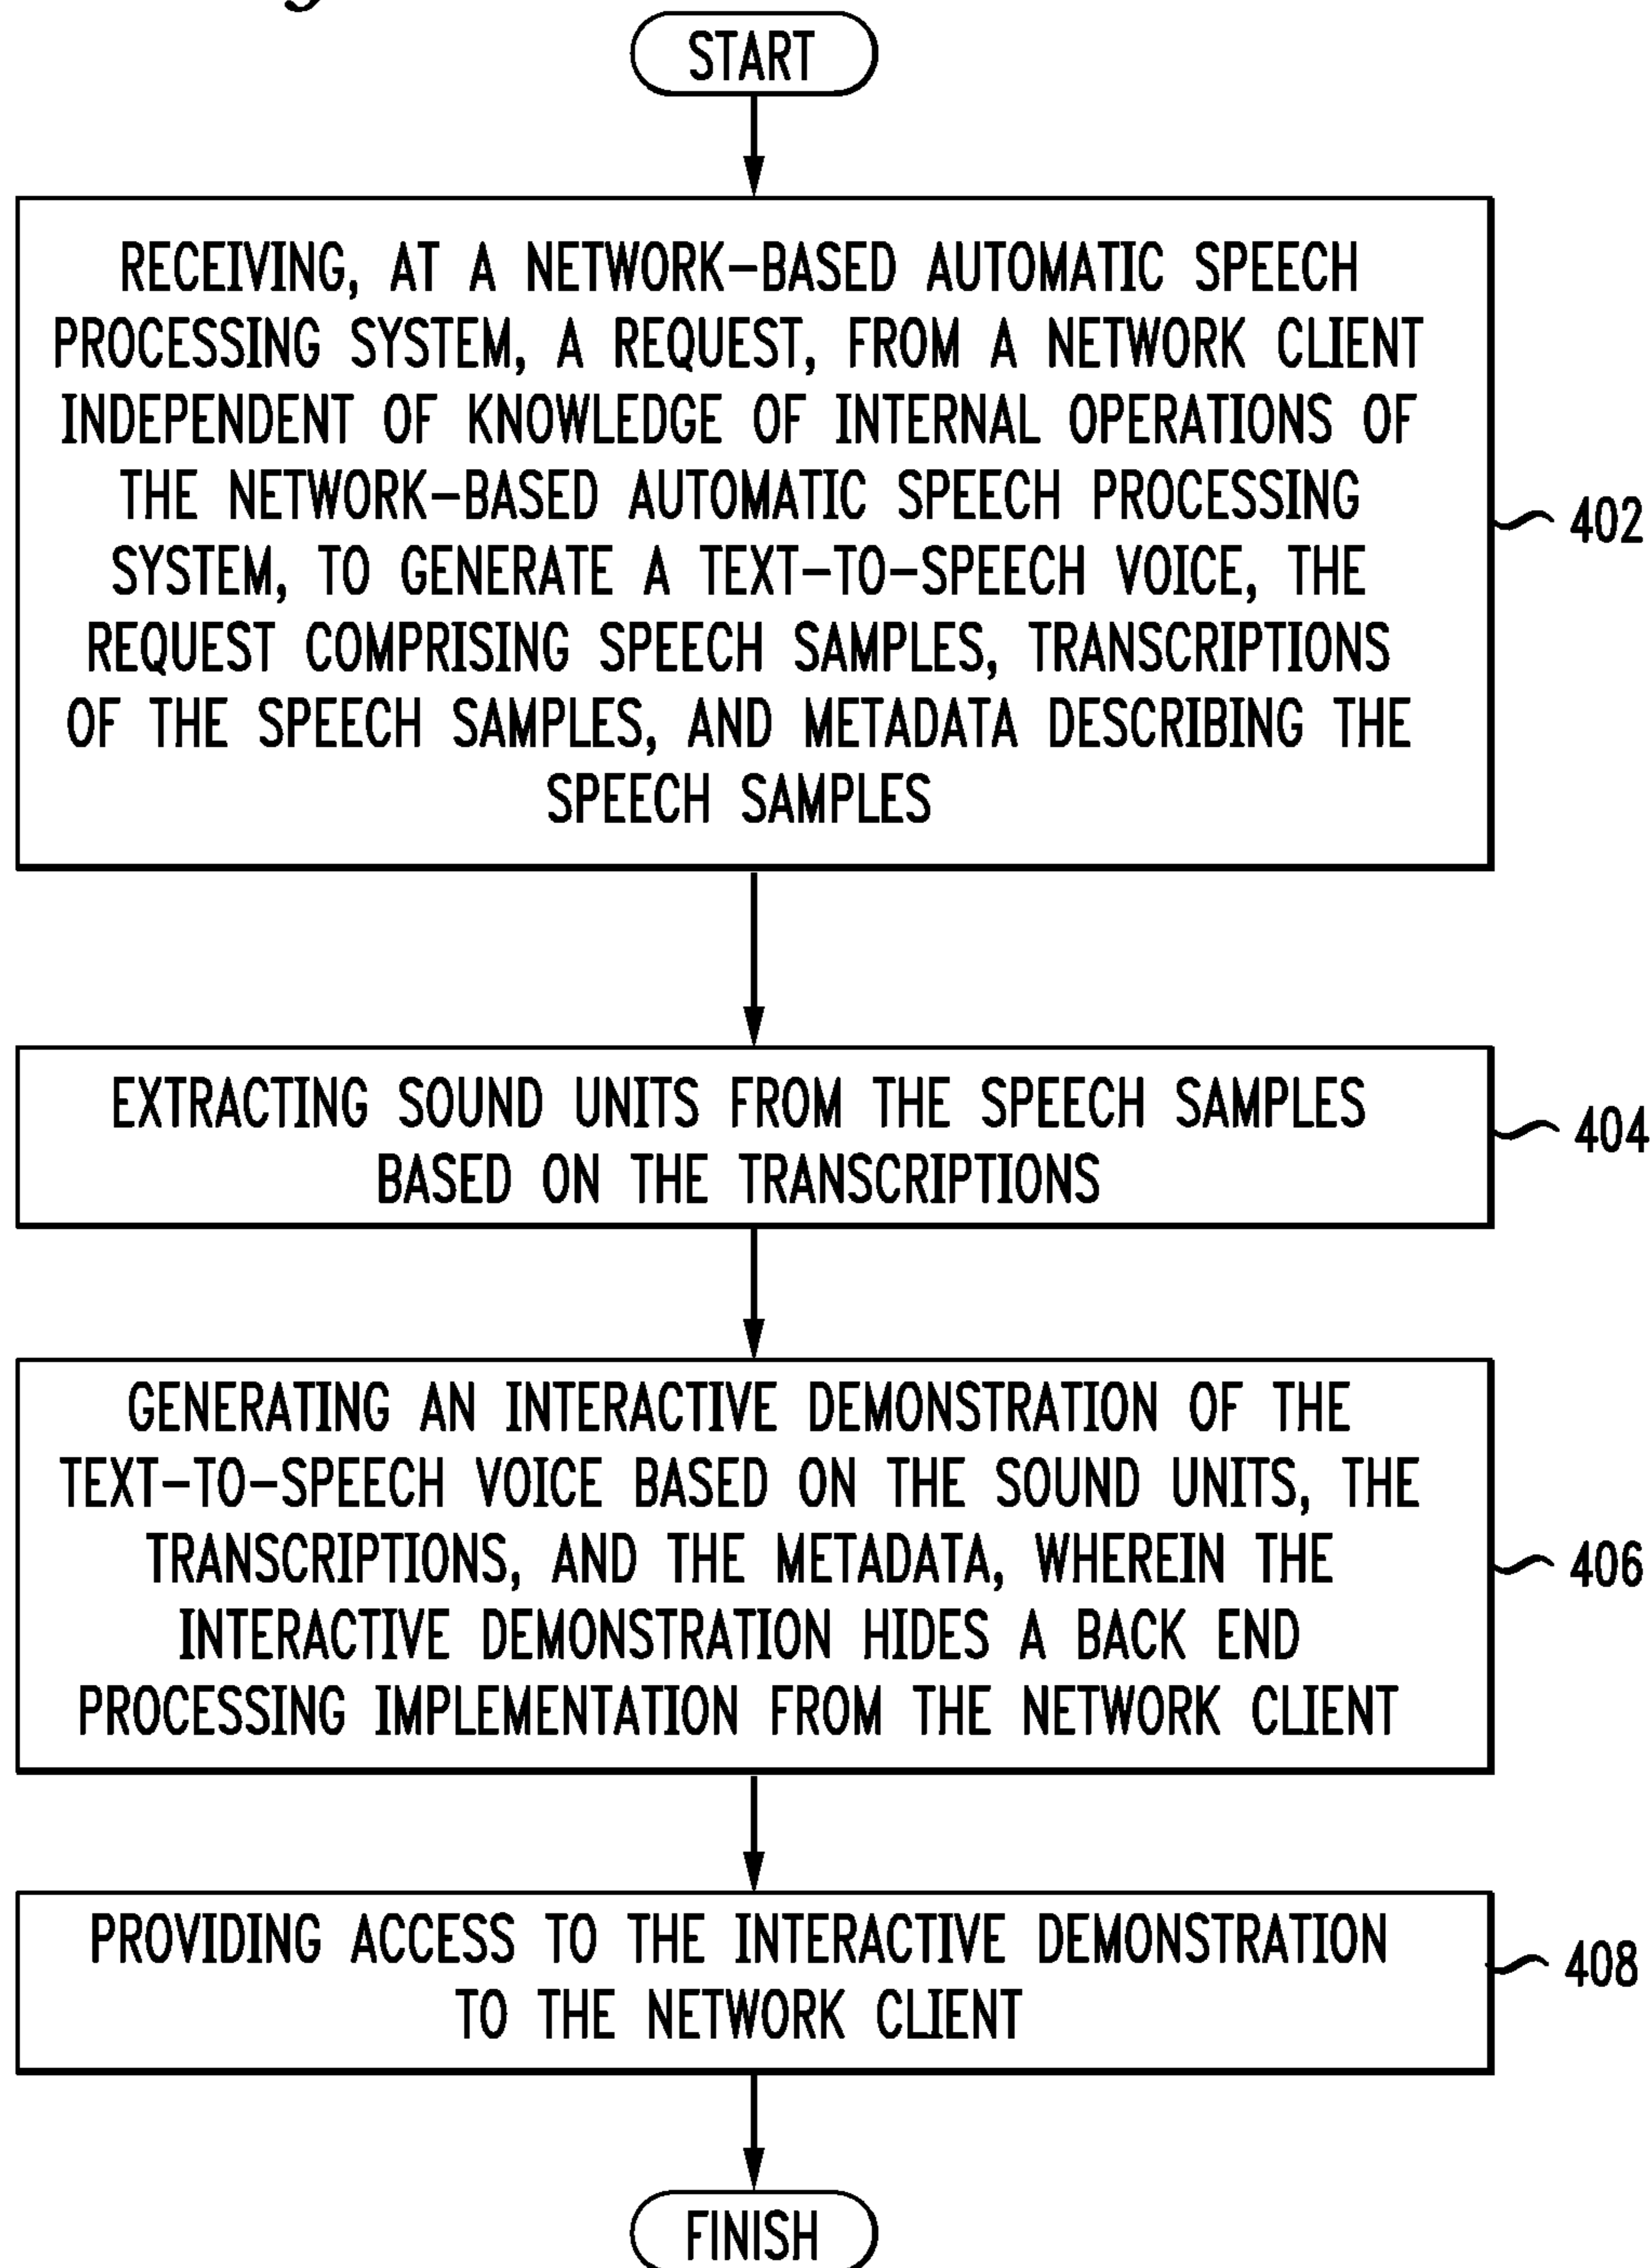 START
RECEIVING, AT A NETWORK-BASED AUTOMATIC SPEECH
PROCESSING SYSTEM, A REQUEST, FROM A NETWORK CLIENT
INDEPENDENT OF KNOWLEDGE OF INTERNAL OPERATIONS OF
THE NETWORK-BASED AUTOMATIC SPEECH PROCESSING
SYSTEM, TO GENERATE A TEXT-TO-SPEECH VOICE, THE
REQUEST COMPRISING SPEECH SAMPLES, TRANSCRIPTIONS
OF THE SPEECH SAMPLES, AND METADATA DESCRIBING THE
SPEECH SAMPLES
402
EXTRACTING SOUND UNITS FROM THE SPEECH SAMPLES
BASED ON THE TRANSCRIPTIONS
404
GENERATING AN INTERACTIVE DEMONSTRATION OF THE
TEXT-TO-SPEECH VOICE BASED ON THE SOUND UNITS, THE
TRANSCRIPTIONS, AND THE METADATA, WHEREIN THE
INTERACTIVE DEMONSTRATION HIDES A BACK END
PROCESSING IMPLEMENTATION FROM THE NETWORK CLIENT
406
PROVIDING ACCESS TO THE INTERACTIVE DEMONSTRATION
TO THE NETWORK CLIENT
408
FINISH